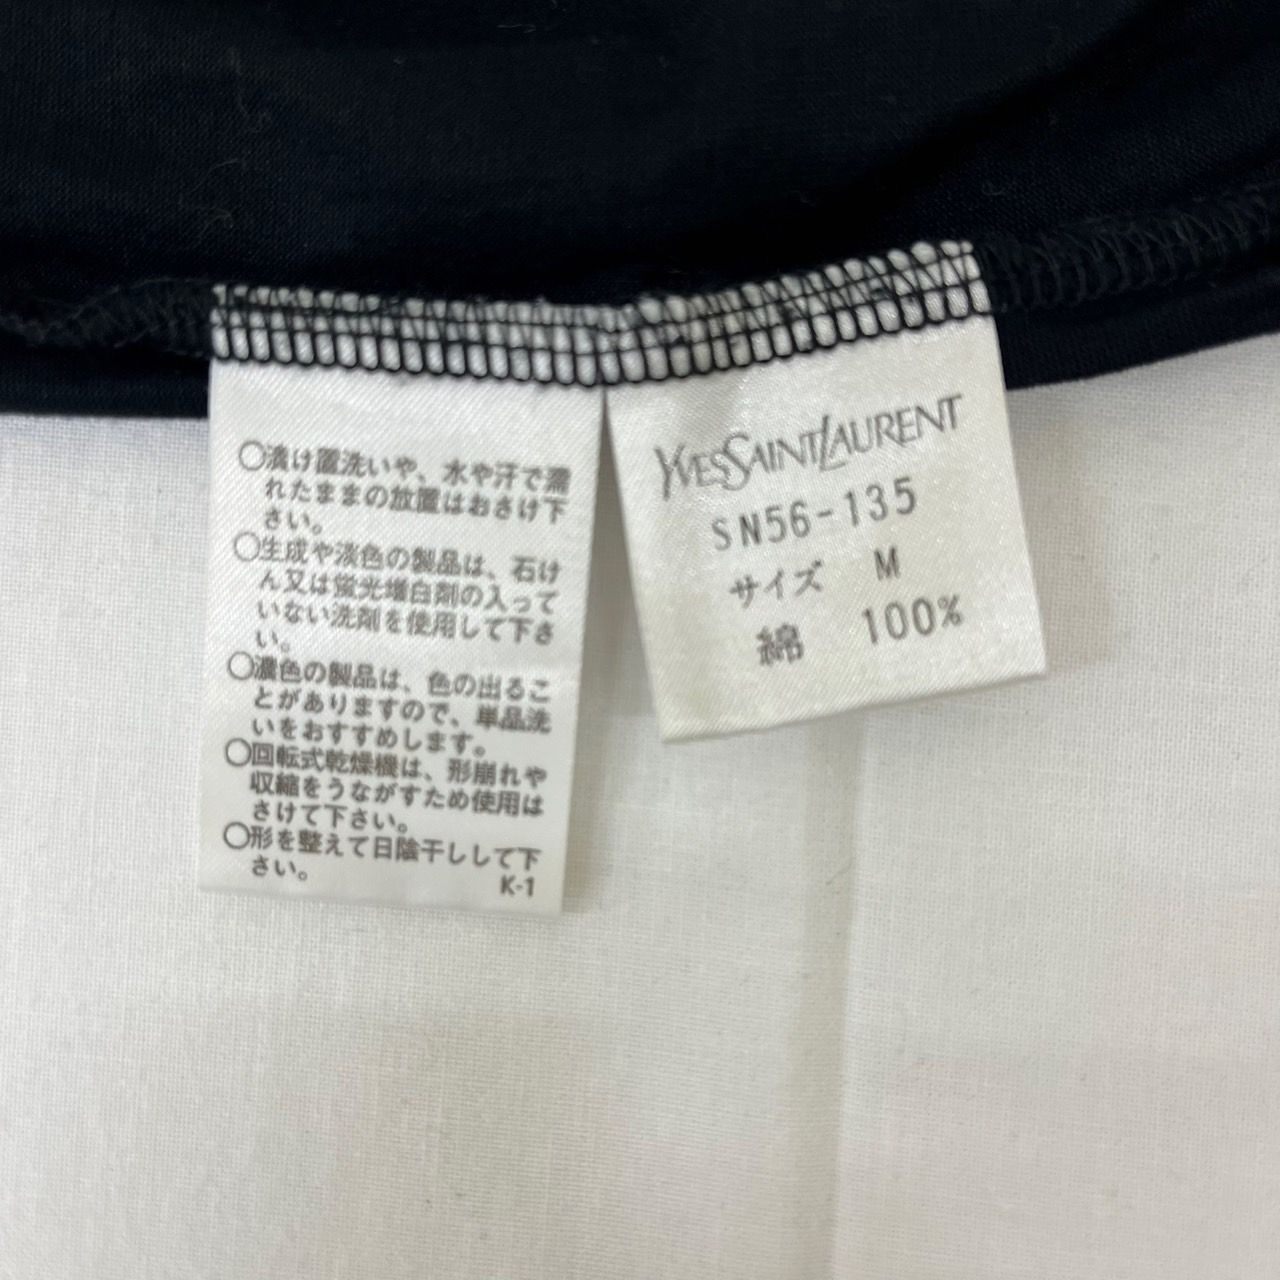 ○漬け置洗いや、水や汗で濡
れたままの放置はおさけ下
さい。
○生成や淡色の製品は、石け
ん又は蛍光増白剤の入って
いない洗剤を使用して下さ
い。
○濃色の製品は、色の出るこ
とがありますので、単品洗
いをおすすめします。
○回転式乾燥機は、形崩れや
収縮をうながすため使用は
さけて下さい。
○形を整えて日陰干しして下
さい。
K-1
YVESSAINTLAURENT
SN56-135
サイズ M
綿 100%